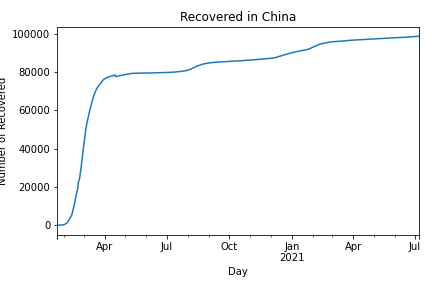 Recovered in China
Number of Recovered
100000
80000
60000
40000
20000
0
Apr Jul Oct Jan Apr Jul
2021
Day